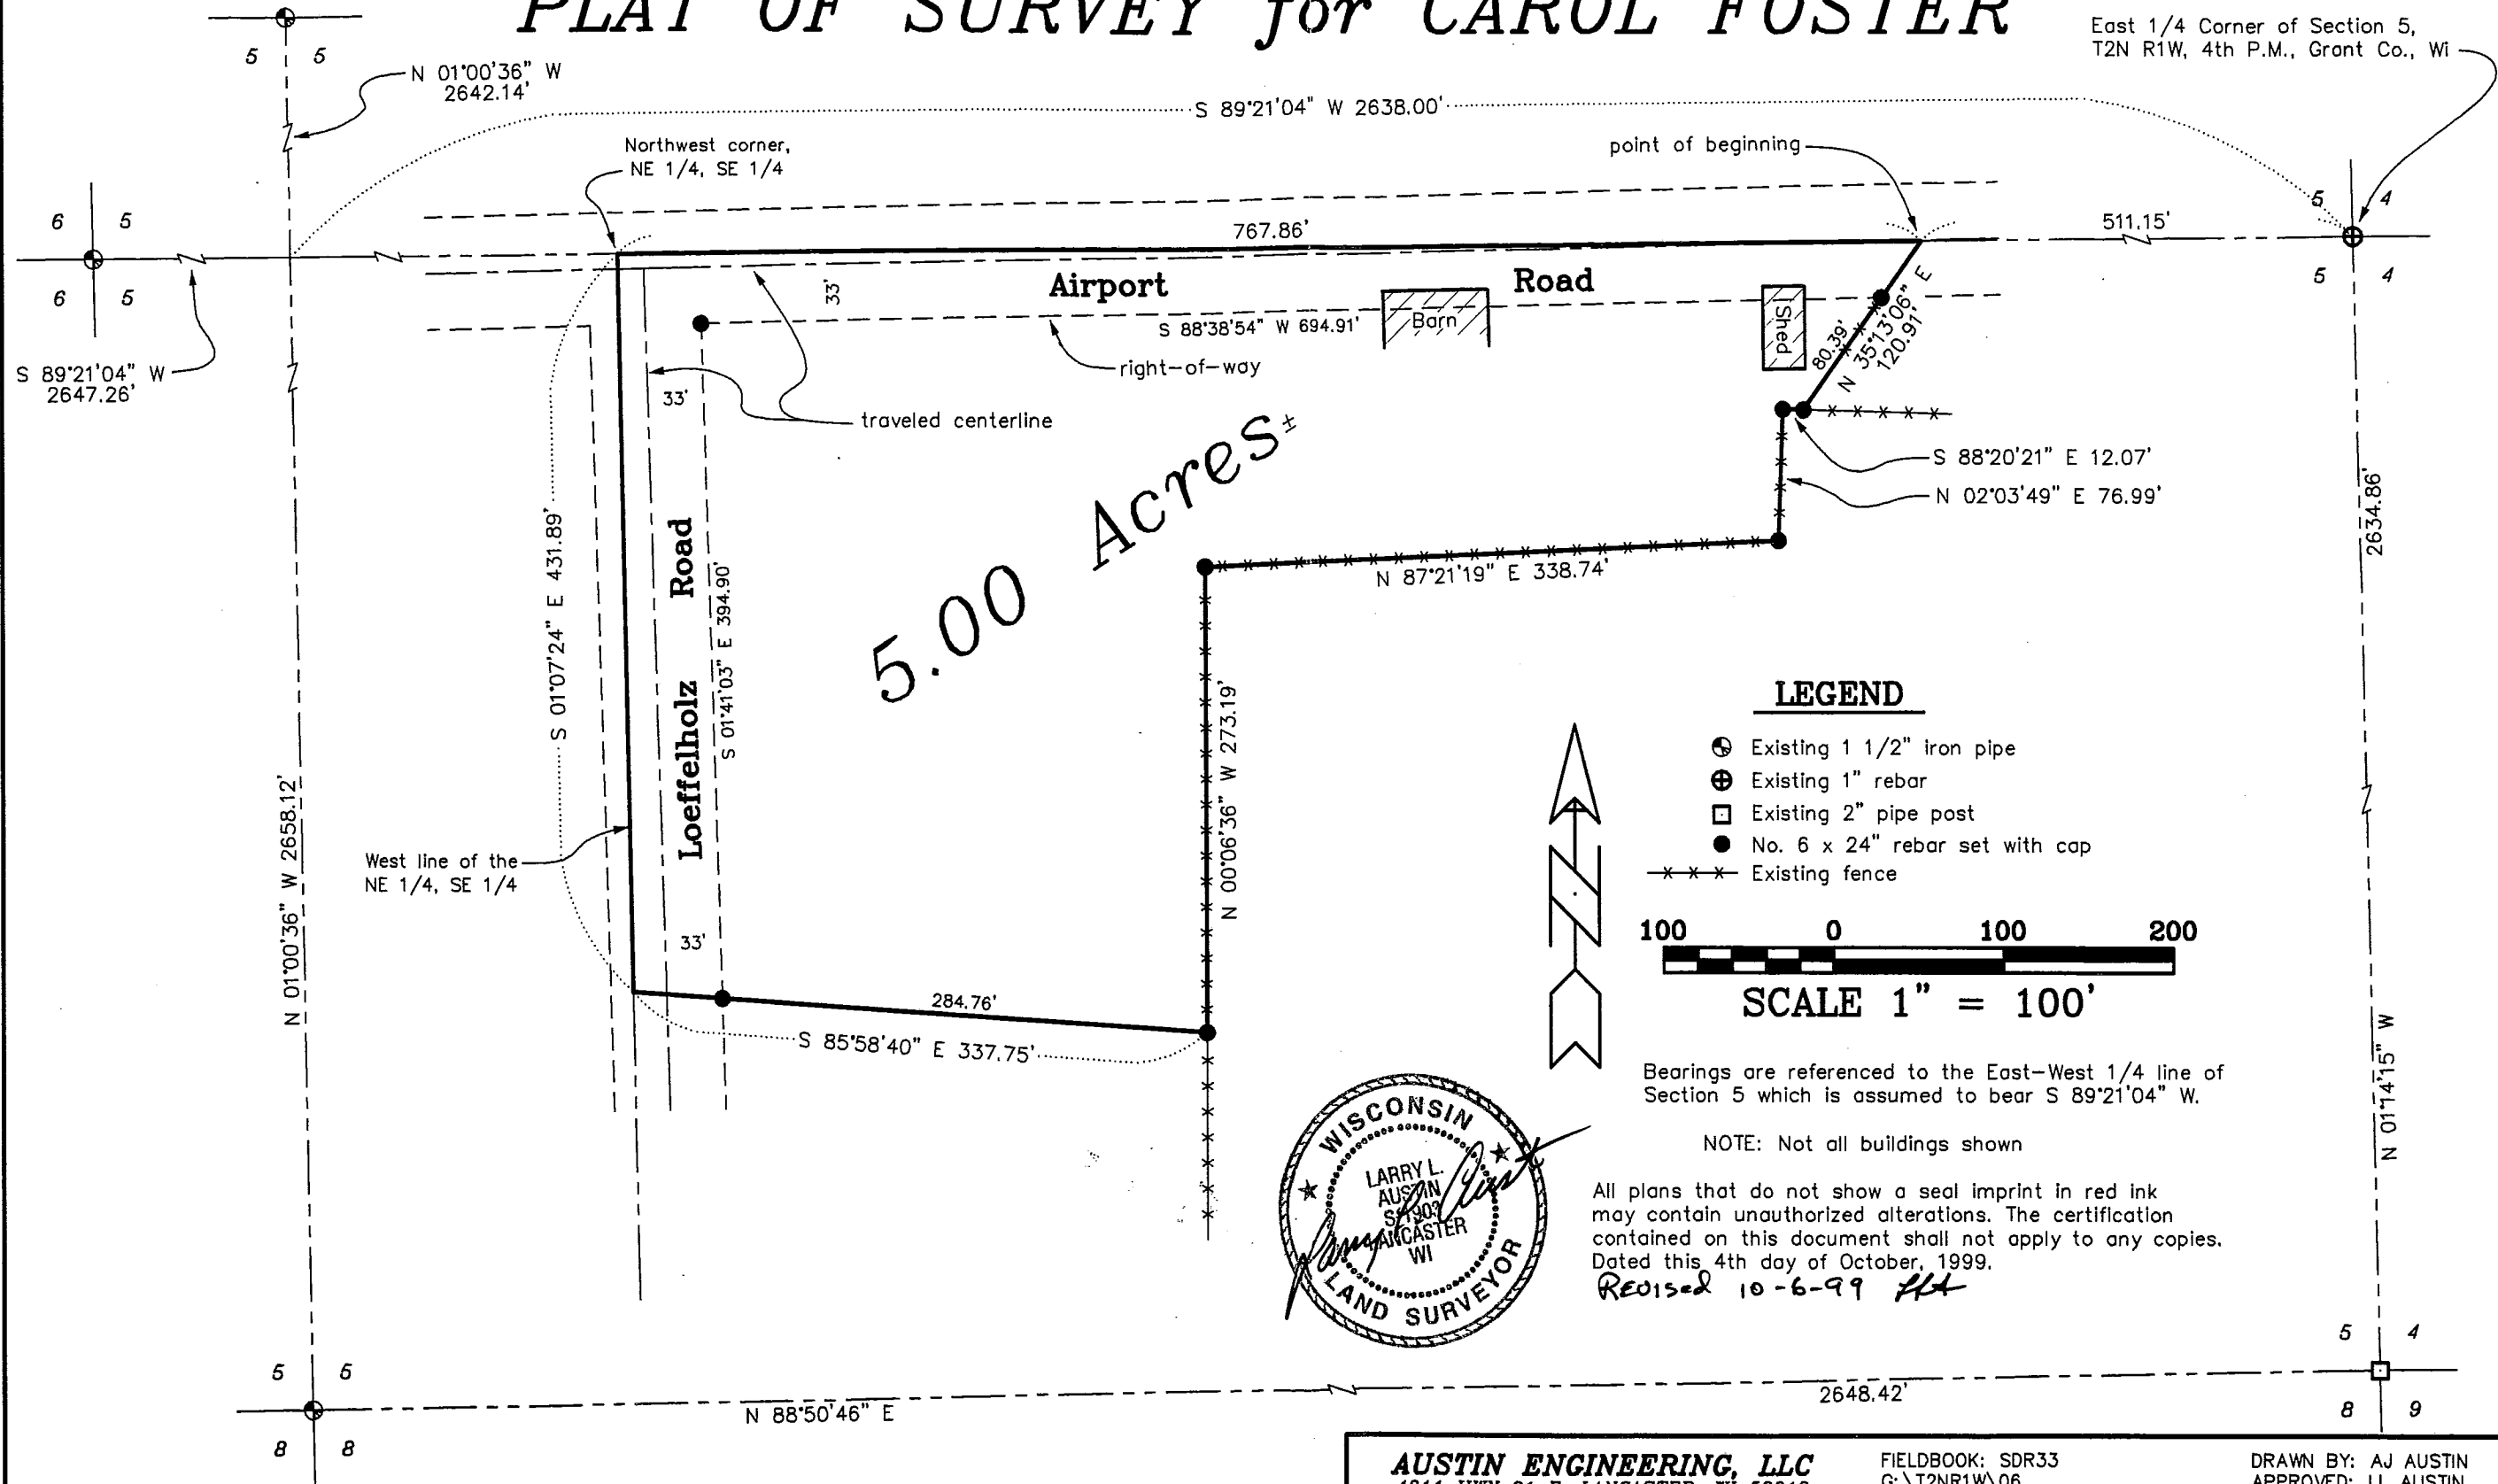 PLAT OF SURVEY for CAROL FOSTER
East 1/4 Corner of Section 5,
T2N R1W, 4th P.M., Grant Co., Wi
5 5
N 01°00'36" W
2642.14'
S 89°21'04" W 2638.00'
Northwest corner,
NE 1/4, SE 1/4
point of beginning
6 5
5 4
767.86'
511.15'
6 5
5 4
Airport Road
33'
Barn
Shed
S 88°38'54" W 694.91'
right-of-way
80.39'
N 35°13'06" E
120.91'
S 89°21'04" W
2647.26'
33'
traveled centerline
S 88°20'21" E 12.07'
N 02°03'49" E 76.99'
2634.86'
5.00 Acres±
N 87°21'19" E 338.74'
S 01°07'24" E 431.89'
Loeffelholz Road
S 01°41'03" E 394.90'
N 00°06'36" W 273.19'
N 01°00'36" W 2658.12'
West line of the
NE 1/4, SE 1/4
33'
284.76'
S 85°58'40" E 337.75'
LEGEND
Existing 1 1/2" iron pipe
Existing 1" rebar
Existing 2" pipe post
No. 6 x 24" rebar set with cap
Existing fence
N
100 0 100 200
SCALE 1" = 100'
N 01°14'15" W
Bearings are referenced to the East-West 1/4 line of
Section 5 which is assumed to bear S 89°21'04" W.
NOTE: Not all buildings shown
All plans that do not show a seal imprint in red ink
may contain unauthorized alterations. The certification
contained on this document shall not apply to any copies.
Dated this 4th day of October, 1999.
Revised 10-6-99 LLA
WISCONSIN
LARRY L.
AUSTIN
S-1903
LANCASTER
WI
LAND SURVEYOR
5 5
5 4
N 88°50'46" E
2648.42'
8 8
8 9
AUSTIN ENGINEERING, LLC
FIELDBOOK: SDR33
DRAWN BY: AJ AUSTIN
G:\T2NR1W\06
APPROVED: LL AUSTIN